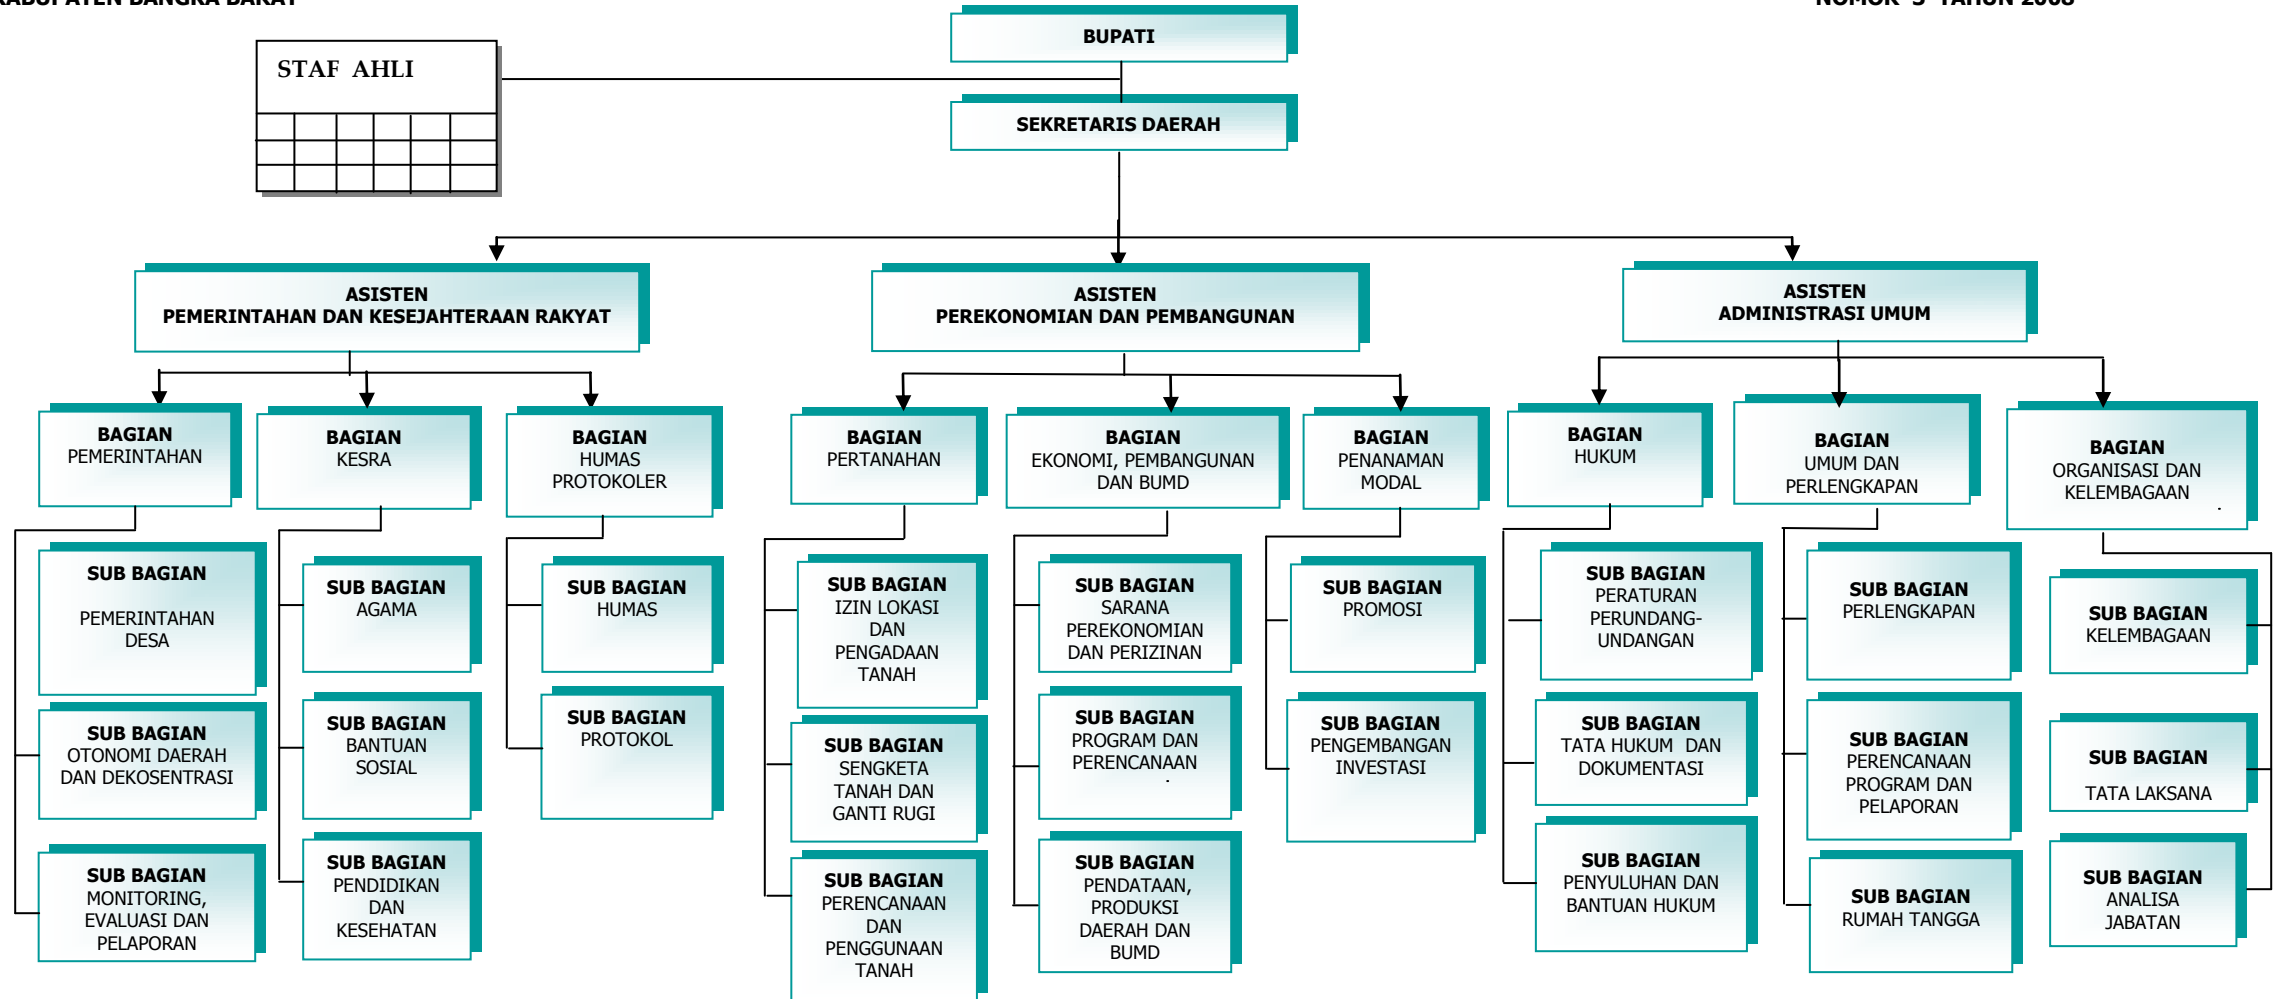 KABUPATEN BANGKA BARAT
NOMOR 3 TAHUN 2008
BUPATI
STAF AHLI
SEKRETARIS DAERAH
ASISTEN
PEMERINTAHAN DAN KESEJAHTERAAN RAKYAT
ASISTEN
PEREKONOMIAN DAN PEMBANGUNAN
ASISTEN
ADMINISTRASI UMUM
BAGIAN
PEMERINTAHAN
BAGIAN
KESRA
BAGIAN
HUMAS
PROTOKOLER
BAGIAN
PERTANAHAN
BAGIAN
EKONOMI, PEMBANGUNAN
DAN BUMD
BAGIAN
PENANAMAN
MODAL
BAGIAN
HUKUM
BAGIAN
UMUM DAN
PERLENGKAPAN
BAGIAN
ORGANISASI DAN
KELEMBAGAAN
.
SUB BAGIAN
PEMERINTAHAN
DESA
SUB BAGIAN
AGAMA
SUB BAGIAN
HUMAS
SUB BAGIAN
IZIN LOKASI
DAN
PENGADAAN
TANAH
SUB BAGIAN
SARANA
PEREKONOMIAN
DAN PERIZINAN
SUB BAGIAN
PROMOSI
SUB BAGIAN
PERATURAN
PERUNDANG-
UNDANGAN
SUB BAGIAN
PERLENGKAPAN
SUB BAGIAN
KELEMBAGAAN
SUB BAGIAN
OTONOMI DAERAH
DAN DEKOSENTRASI
SUB BAGIAN
BANTUAN
SOSIAL
SUB BAGIAN
PROTOKOL
SUB BAGIAN
SENGKETA
TANAH DAN
GANTI RUGI
SUB BAGIAN
PROGRAM DAN
PERENCANAAN
.
SUB BAGIAN
PENGEMBANGAN
INVESTASI
SUB BAGIAN
TATA HUKUM DAN
DOKUMENTASI
SUB BAGIAN
PERENCANAAN
PROGRAM DAN
PELAPORAN
SUB BAGIAN
TATA LAKSANA
SUB BAGIAN
MONITORING,
EVALUASI DAN
PELAPORAN
SUB BAGIAN
PENDIDIKAN
DAN
KESEHATAN
SUB BAGIAN
PERENCANAAN
DAN
PENGGUNAAN
TANAH
SUB BAGIAN
PENDATAAN,
PRODUKSI
DAERAH DAN
BUMD
SUB BAGIAN
PENYULUHAN DAN
BANTUAN HUKUM
SUB BAGIAN
RUMAH TANGGA
SUB BAGIAN
ANALISA
JABATAN